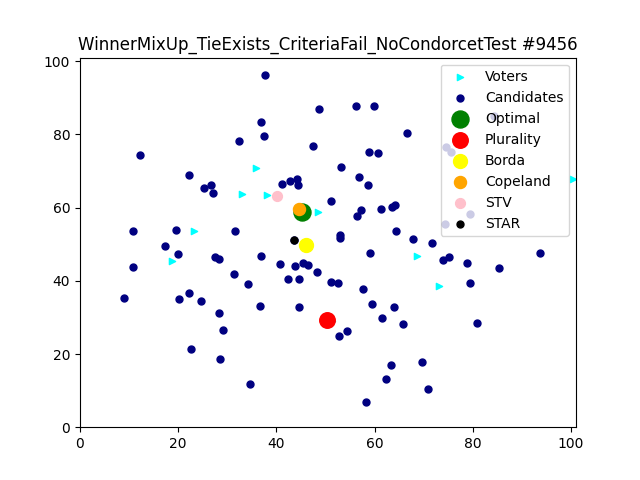 WinnerMixUp_TieExists_CriteriaFail_NoCondorcetTest #9456
100
80
60
40
20
0
0 20 40 60 80 100
Voters
Candidates
Optimal
Plurality
Borda
Copeland
STV
STAR